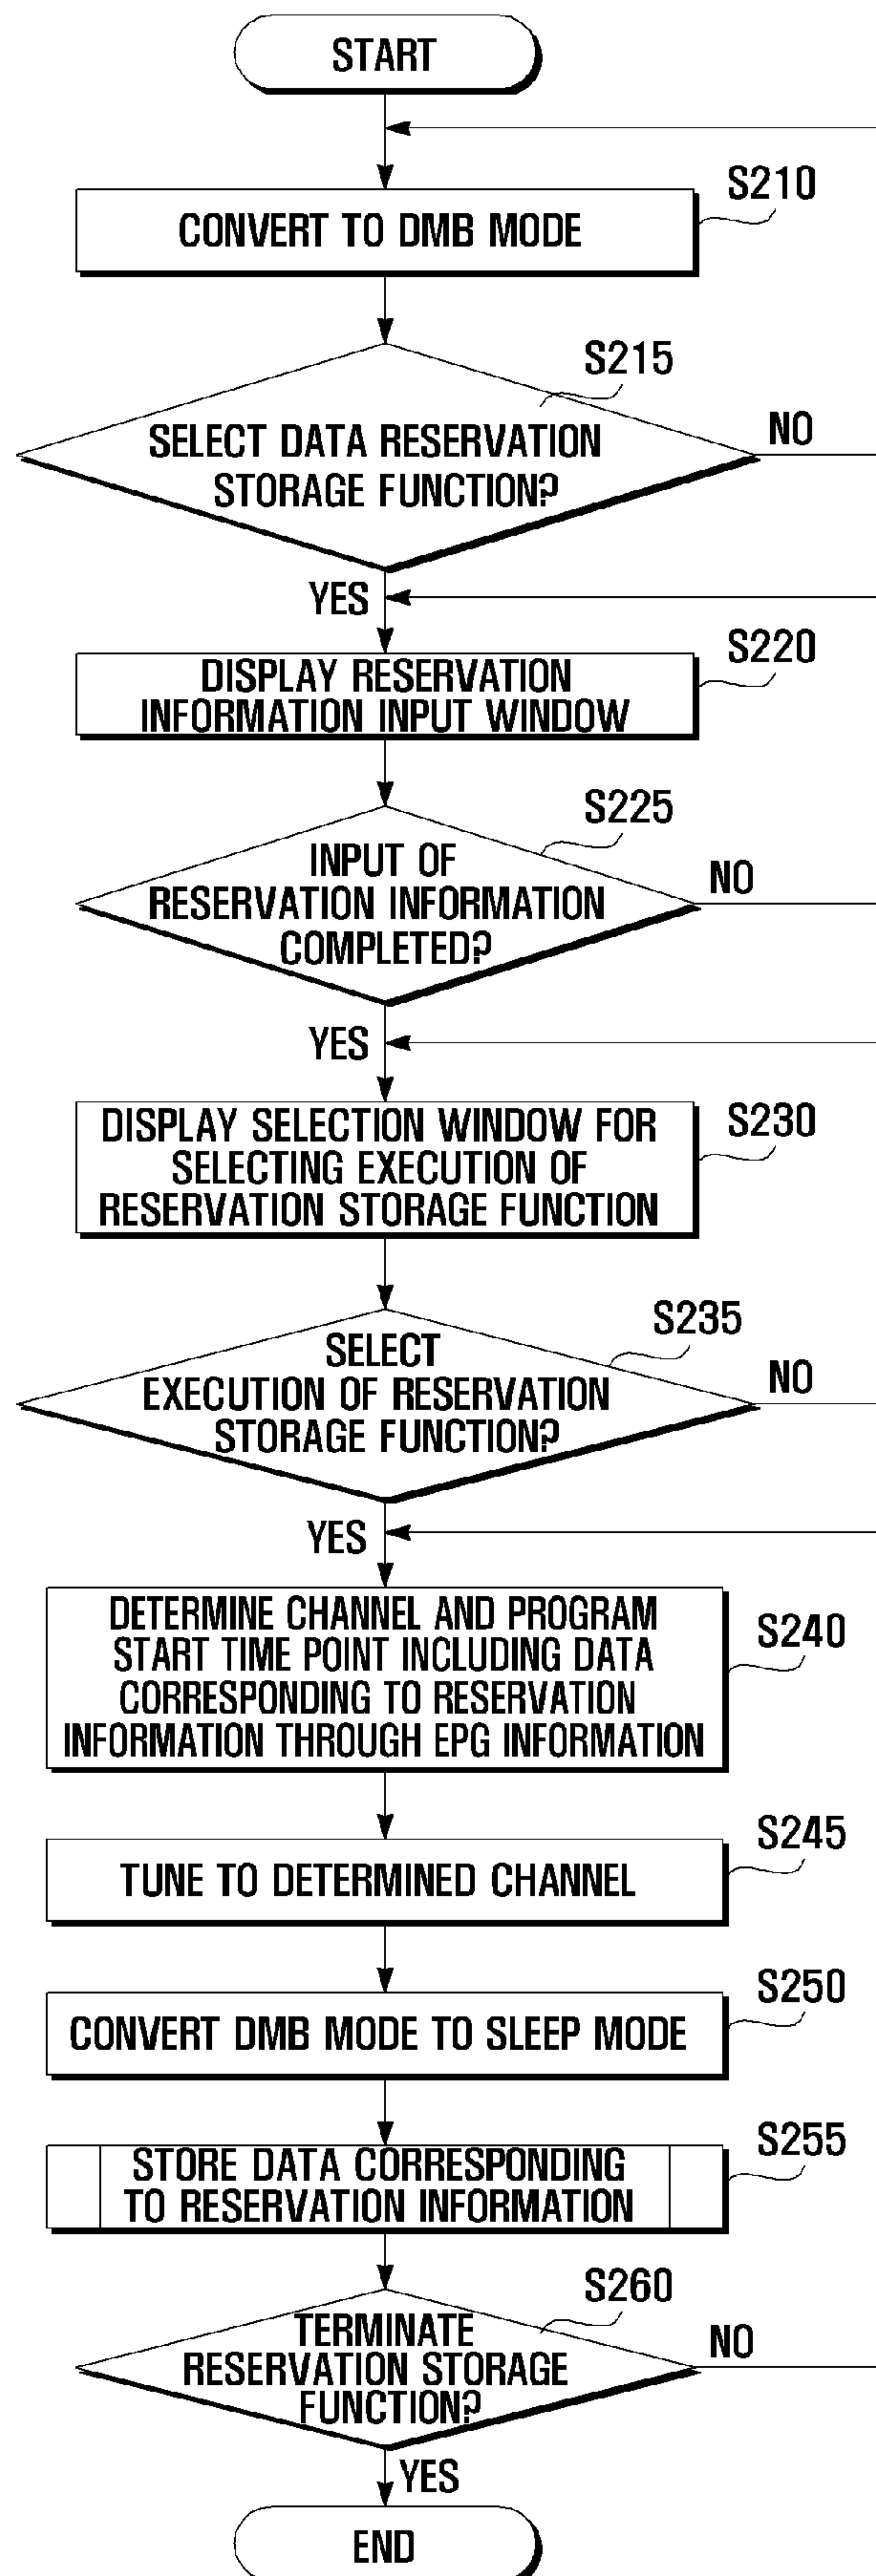 START
S210
CONVERT TO DMB MODE
S215
SELECT DATA RESERVATION
STORAGE FUNCTION?
NO
YES
S220
DISPLAY RESERVATION
INFORMATION INPUT WINDOW
S225
INPUT OF
RESERVATION INFORMATION
COMPLETED?
NO
YES
S230
DISPLAY SELECTION WINDOW FOR
SELECTING EXECUTION OF
RESERVATION STORAGE FUNCTION
S235
SELECT
EXECUTION OF RESERVATION
STORAGE FUNCTION?
NO
YES
S240
DETERMINE CHANNEL AND PROGRAM
START TIME POINT INCLUDING DATA
CORRESPONDING TO RESERVATION
INFORMATION THROUGH EPG INFORMATION
S245
TUNE TO DETERMINED CHANNEL
S250
CONVERT DMB MODE TO SLEEP MODE
S255
STORE DATA CORRESPONDING
TO RESERVATION INFORMATION
S260
TERMINATE
RESERVATION STORAGE
FUNCTION?
NO
YES
END